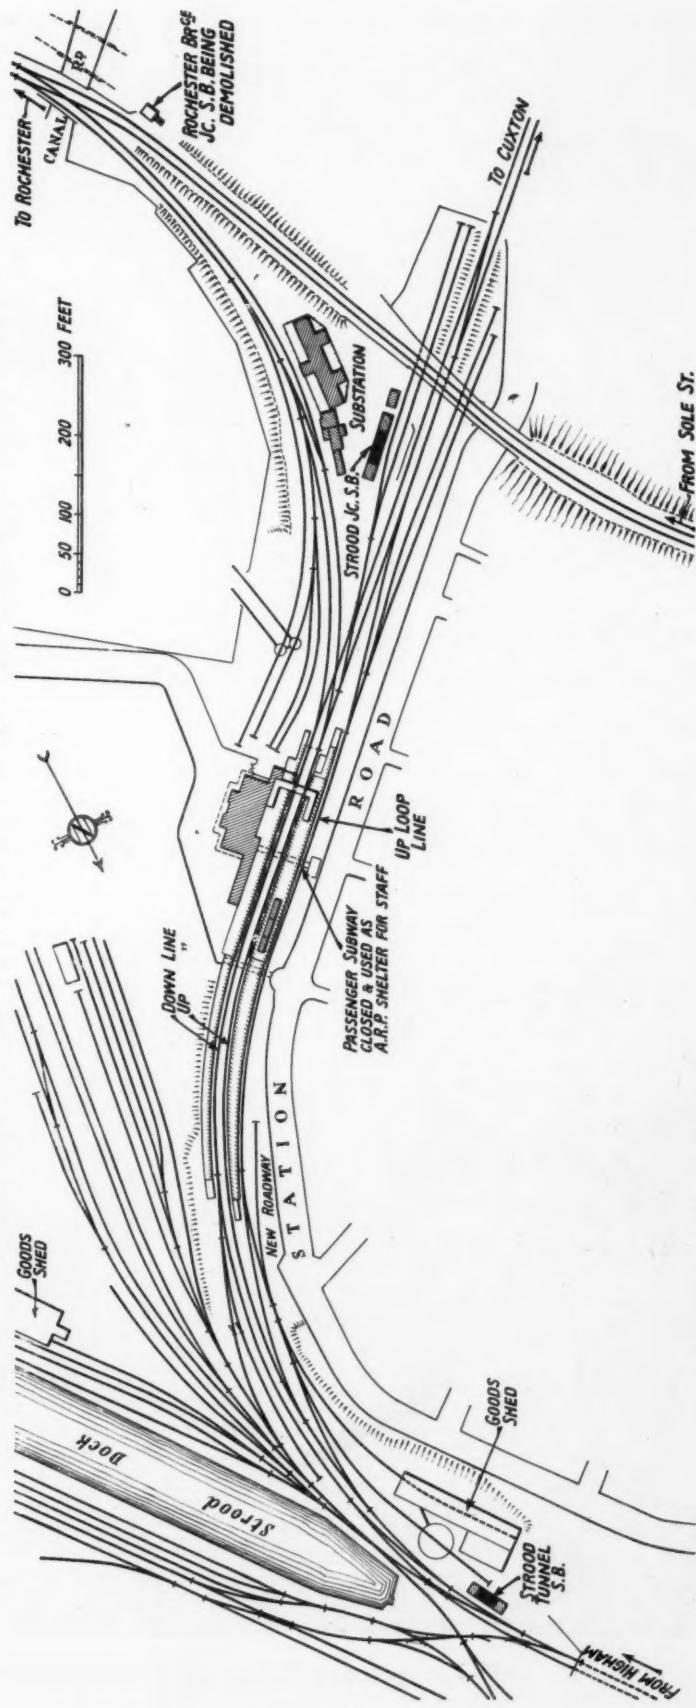 GOODS
SHED
Strood
Dock
N
0 50 100 200 300 FEET
TO ROCHESTER
CANAL RD
ROCHESTER BRGE
JC. S.B. BEING
DEMOLISHED
DOWN LINE
UP "
NEW ROADWAY
STATION ROAD
PASSENGER SUBWAY
CLOSED & USED AS
A.R.P. SHELTER FOR STAFF
UP LOOP
LINE
STROOD JC. S.B.
SUBSTATION
TO CUXTON
GOODS
SHED
STROOD
TUNNEL
S.B.
FROM HIGHAM
FROM SOLE ST.